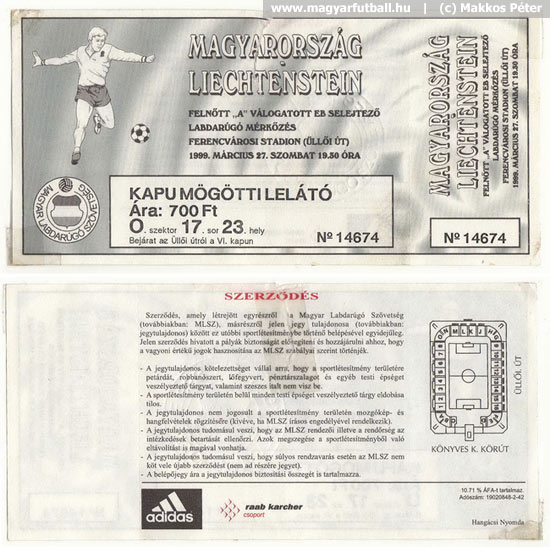 www.magyarfutball.hu | (c) Makkos Péter
MAGYARORSZÁG
LIECHTENSTEIN
FELNŐTT „A" VÁLOGATOTT EB SELEJTEZŐ
LABDARÚGÓ MÉRKŐZÉS
FERENCVÁROSI STADION (ÜLLŐI ÚT)
1999. MÁRCIUS 27. SZOMBAT 19.30 ÓRA
MAGYAR LABDARÚGÓ SZÖVETSÉG
KAPU MÖGÖTTI LELÁTÓ
Ára: 700 Ft
O. szektor 17. sor 23. hely
Bejárat az Üllői útról a VI. kapun
№ 14674
MAGYARORSZÁG
LIECHTENSTEIN
FELNŐTT „A" VÁLOGATOTT EB SELEJTEZŐ
LABDARÚGÓ MÉRKŐZÉS
FERENCVÁROSI STADION (ÜLLŐI ÚT)
1999. MÁRCIUS 27. SZOMBAT 19.30 ÓRA
№ 14674
SZERZŐDÉS
Szerződés, amely létrejött egyrészről a Magyar Labdarúgó Szövetség
(továbbiakban: MLSZ), másrészről jelen jegy tulajdonosa (továbbiakban:
jegytulajdonos) között ez utóbbi sportlétesítménybe történő belépésével egyidejűleg.
Jelen szerződés hivatott a pályák biztonságát elősegíteni és hozzájárulni ahhoz, hogy
a vagyoni értékű jogok hasznosítása az MLSZ szabályai szerint történjék.
- A jegytulajdonos kötelezettséget vállal arra, hogy a sportlétesítmény területére
petárdát, robbanószert, lőfegyvert, pénztárszalagot és egyéb testi épséget
veszélyeztető tárgyat, valamint szeszes italt nem visz be.
- A sportlétesítmény területén belül minden testi épséget veszélyeztető tárgy eldobása
tilos.
- A jegytulajdonos nem jogosult a sportlétesítmény területén mozgókép- és
hangfelvételek rögzítésére (kivéve, ha MLSZ írásos engedélyével rendelkezik).
- A jegytulajdonos tudomásul veszi, hogy az MLSZ rendezői illetve a rendőrség az
intézkedések betartását ellenőrzi. Azok megszegése a sportlétesítményből való
eltávolítását is magával vonhatja.
- A jegytulajdonos tudomásul veszi, hogy súlyos rendzavarás esetén az MLSZ nem
köt vele újabb szerződést (nem ad részére jegyet).
- A belépőjegy ára a jegytulajdonos biztosítási összegét is tartalmazza.
M L K J
ÜLLŐI ÚT
KÖNYVES K. KÖRÚT
adidas
raab karcher
csoport
10.71 % ÁFA-t tartalmaz
Adószám: 19020848-2-42
Hangácsi Nyomda